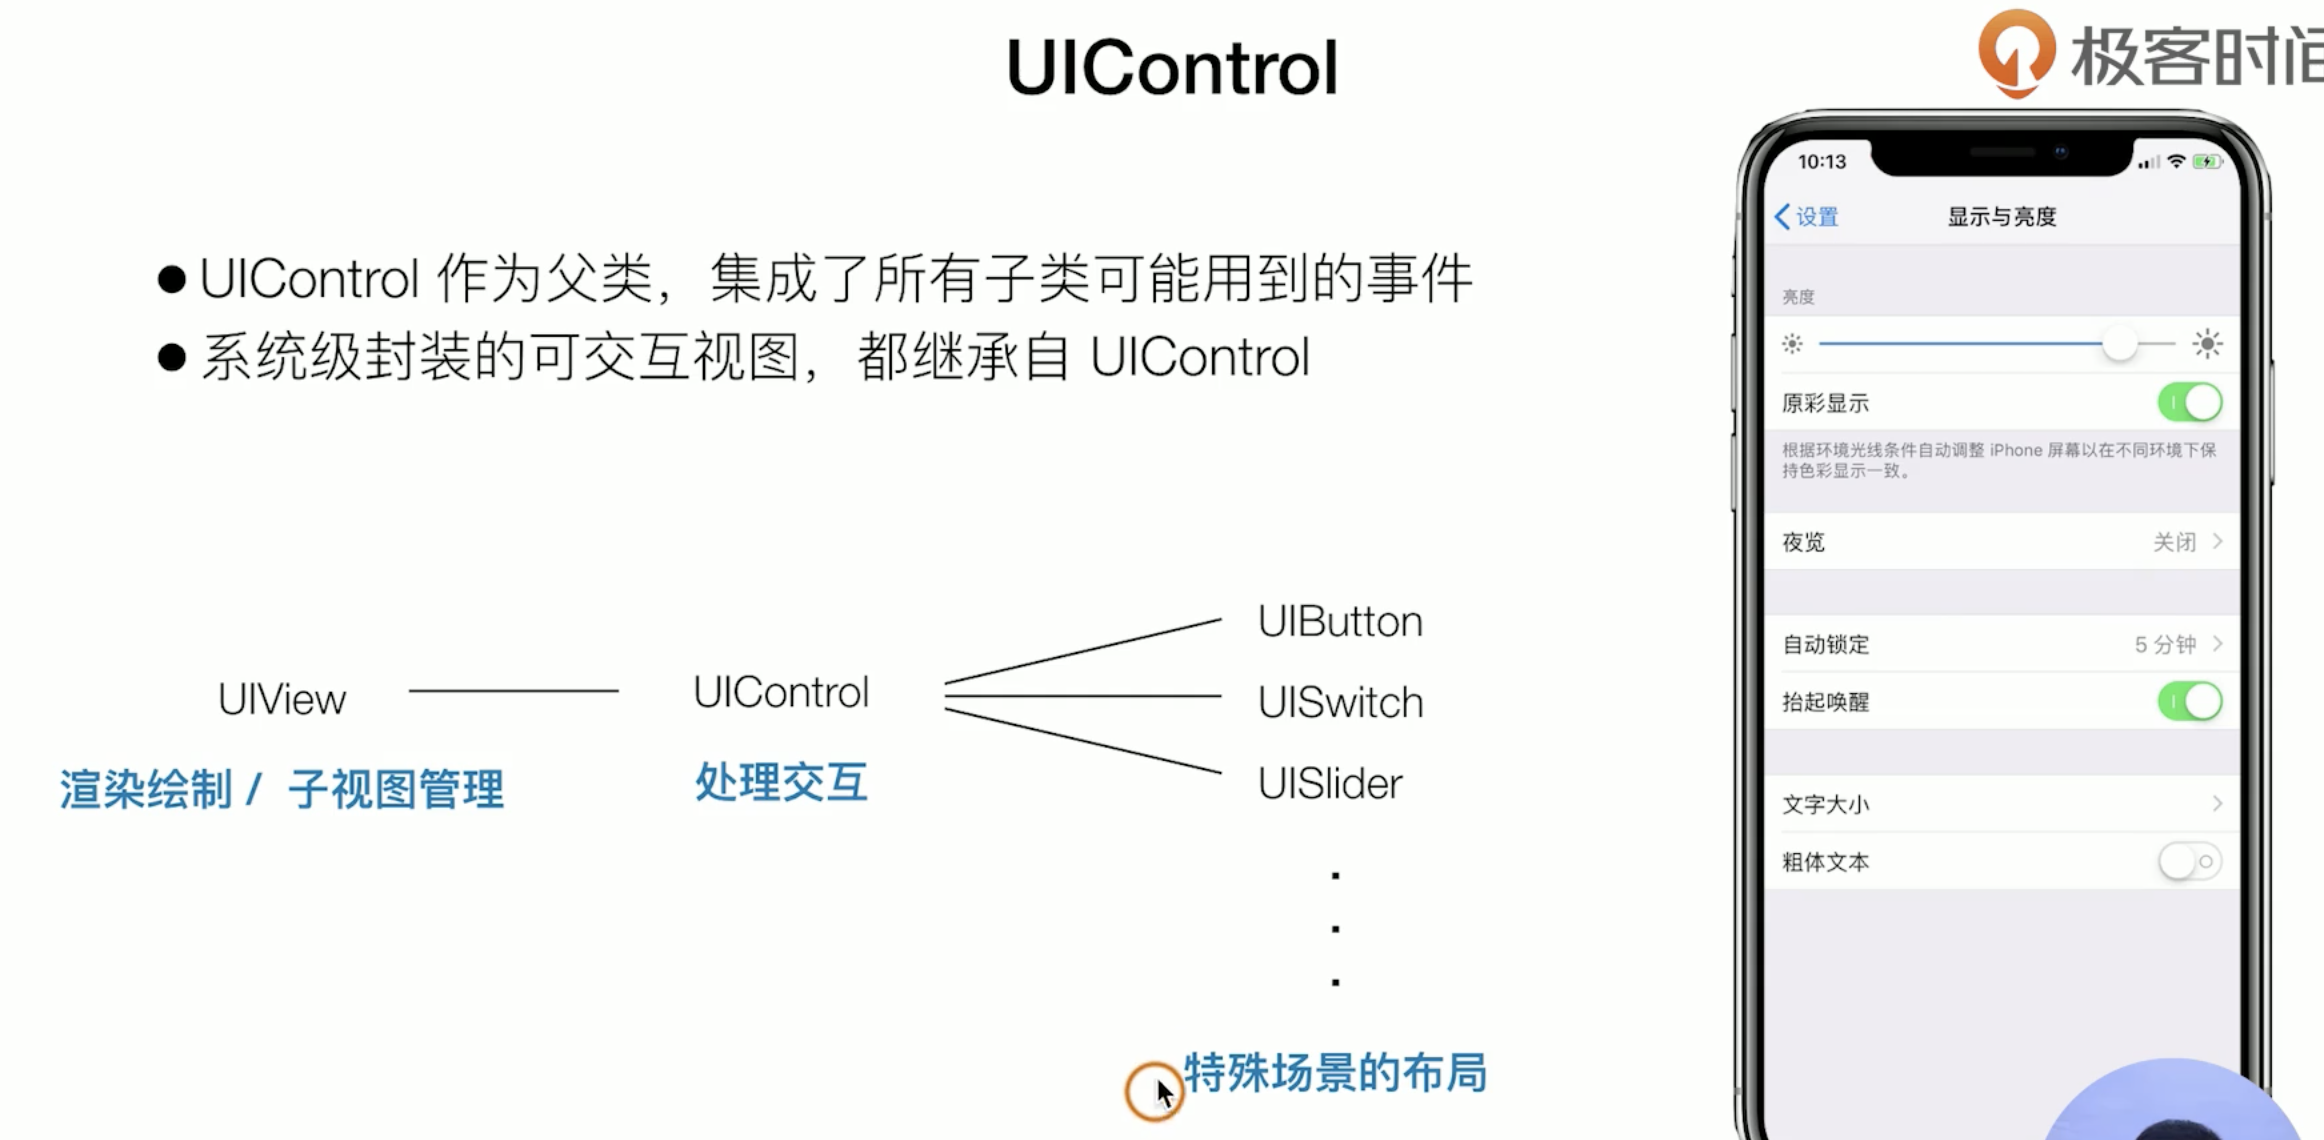 UIControl
极客时间
● UIControl 作为父类，集成了所有子类可能用到的事件
● 系统级封装的可交互视图，都继承自 UIControl
UIView
UIControl
UIButton
UISwitch
UISlider
渲染绘制 / 子视图管理
处理交互
特殊场景的布局
10:13
设置
显示与亮度
亮度
原彩显示
根据环境光线条件自动调整 iPhone 屏幕以在不同环境下保
持色彩显示一致。
夜览 关闭
自动锁定 5 分钟
抬起唤醒
文字大小
粗体文本